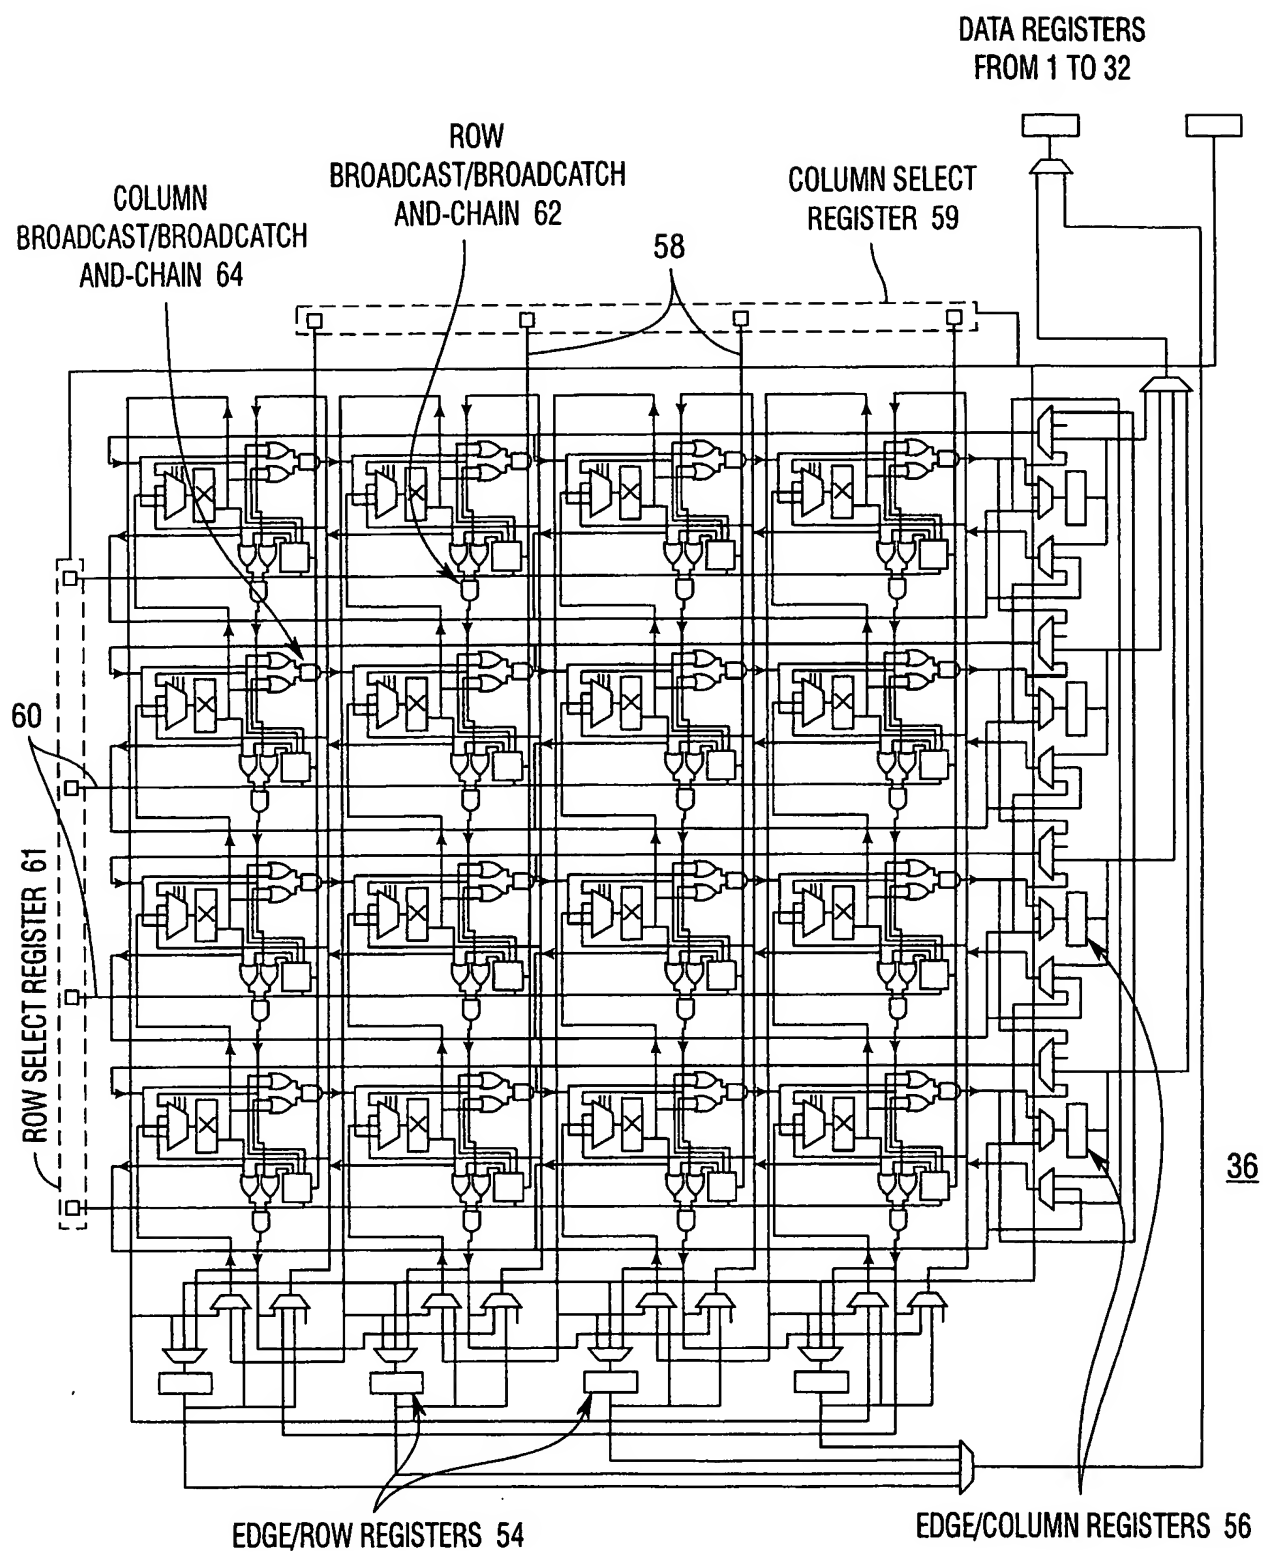 DATA REGISTERS
FROM 1 TO 32
ROW
BROADCAST/BROADCATCH
AND-CHAIN 62
COLUMN SELECT
REGISTER 59
COLUMN
BROADCAST/BROADCATCH
AND-CHAIN 64
58
60
ROW SELECT REGISTER 61
36
EDGE/ROW REGISTERS 54
EDGE/COLUMN REGISTERS 56